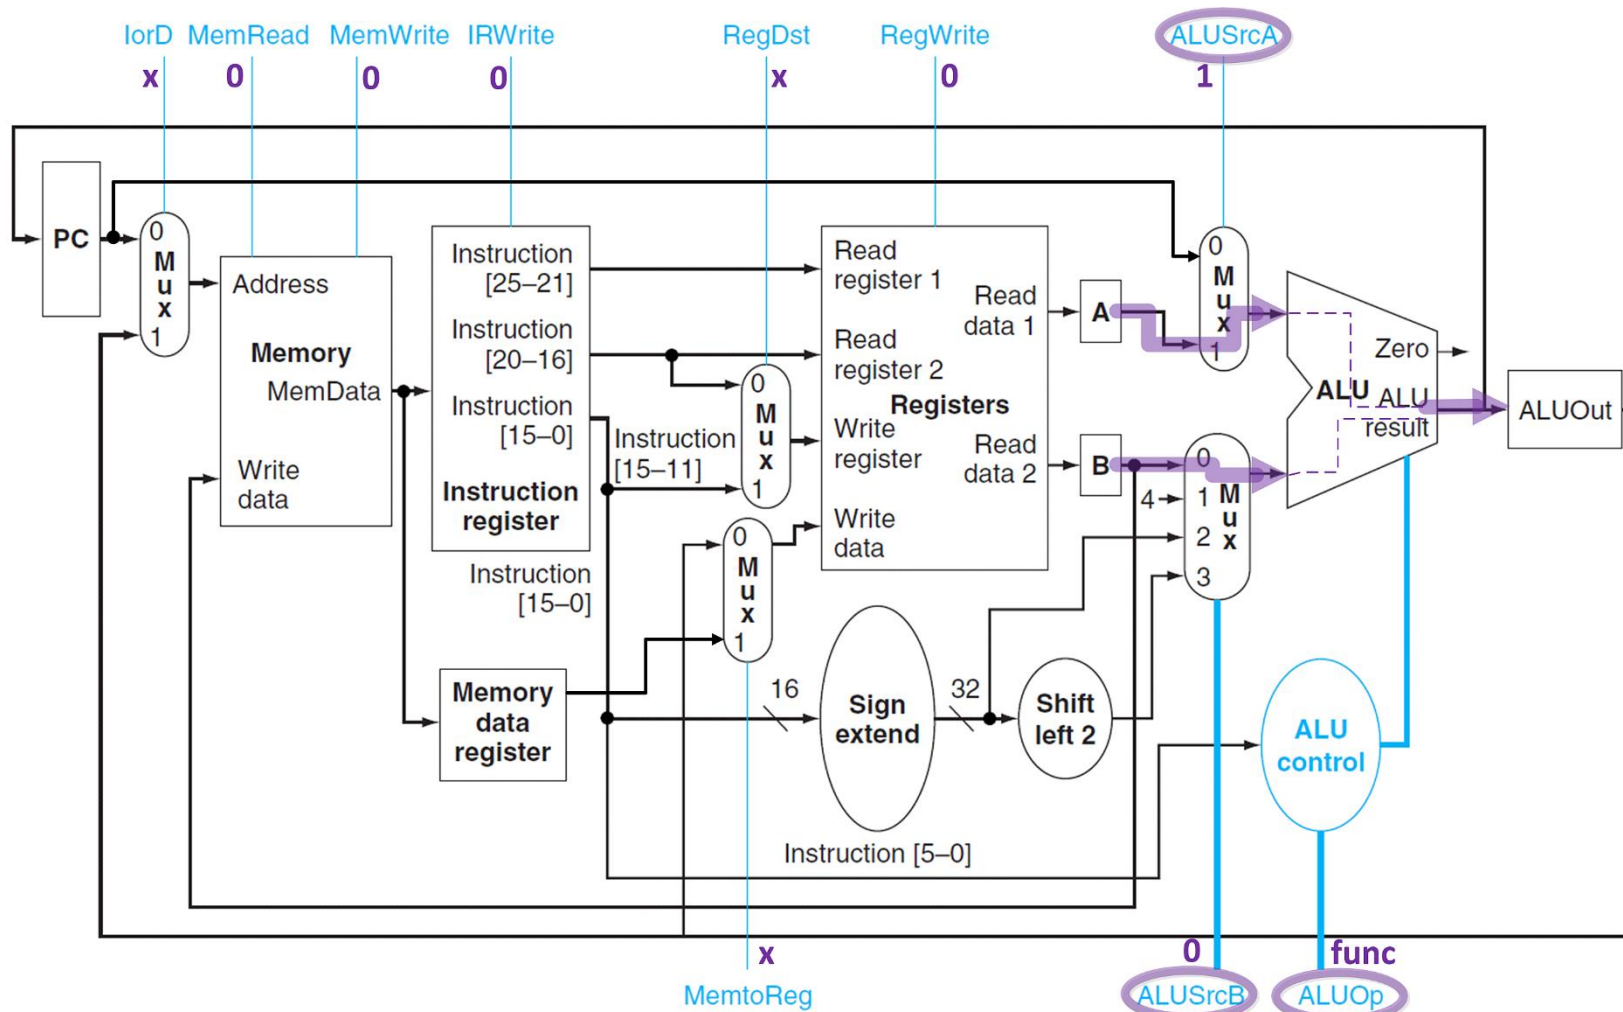 IorD MemRead MemWrite IRWrite RegDst RegWrite ALUSrcA
x 0 0 0 x 0 1
PC
0
M
u
x
1
Address
Memory
MemData
Write
data
Instruction
[25–21]
Instruction
[20–16]
Instruction
[15–0]
Instruction
register
Instruction
[15–11]
0
M
u
x
1
Read
register 1
Read
data 1
Read
register 2
Registers
Write
register
Read
data 2
Write
data
A
B
0
M
u
x
1
4
0
1
M
u
x
2
3
Zero
ALU
ALU
result
ALUOut
Instruction
[15–0]
0
M
u
x
1
Memory
data
register
16
Sign
extend
32
Shift
left 2
ALU
control
Instruction [5–0]
x 0 func
MemtoReg ALUSrcB ALUOp